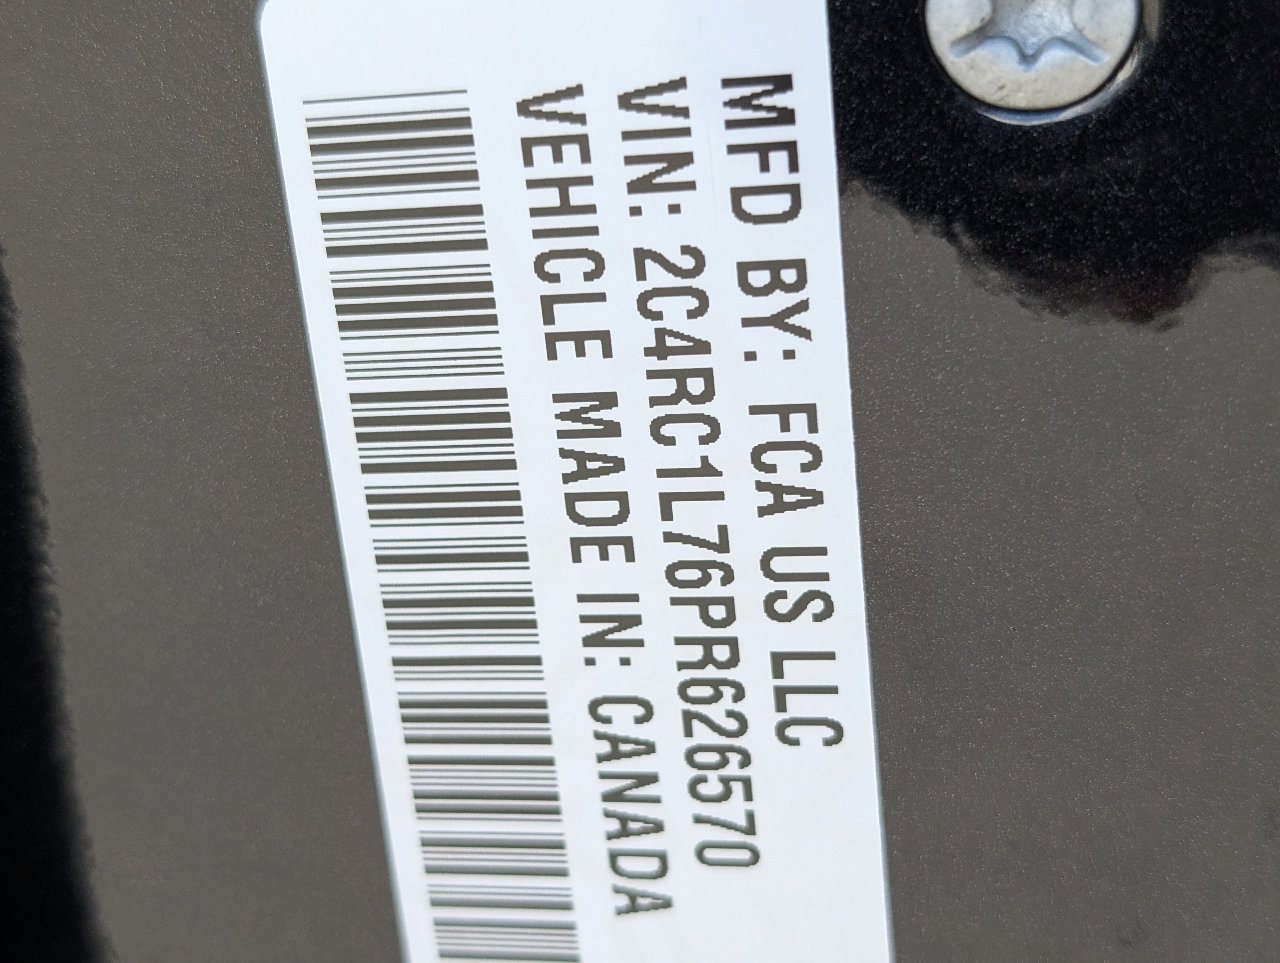 MFD BY: FCA US LLC
VIN: 2C4RC1L76PR626570
VEHICLE MADE IN: CANADA